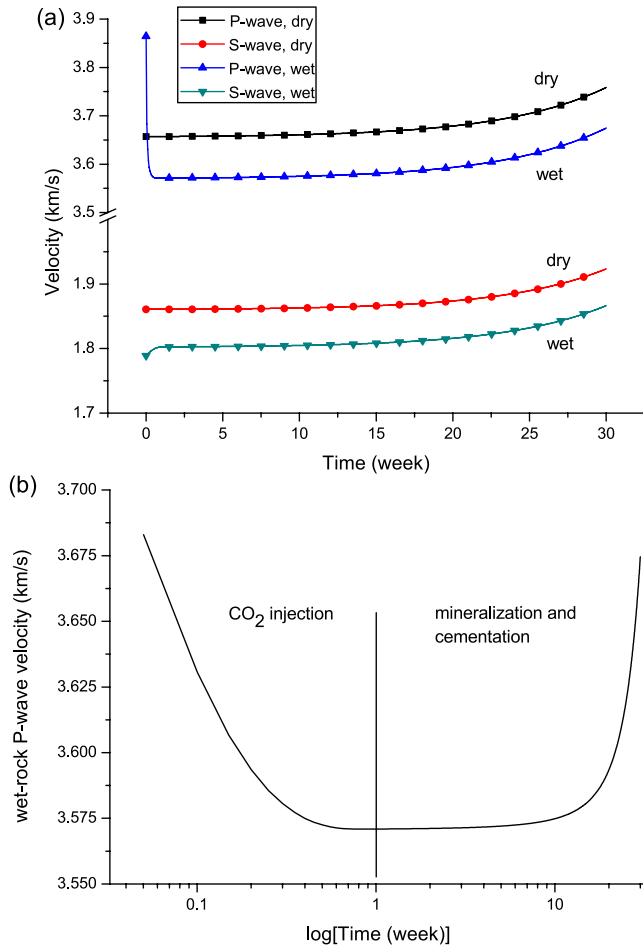 (a)
3.9
3.8
3.7
3.6
3.5
1.9
1.8
1.7
Velocity (km/s)
P-wave, dry
S-wave, dry
P-wave, wet
S-wave, wet
dry
wet
dry
wet
0 5 10 15 20 25 30
Time (week)
(b)
3.700
3.675
3.650
3.625
3.600
3.575
3.550
wet-rock P-wave velocity (km/s)
CO2 injection
mineralization and
cementation
0.1 1 10
log[Time (week)]